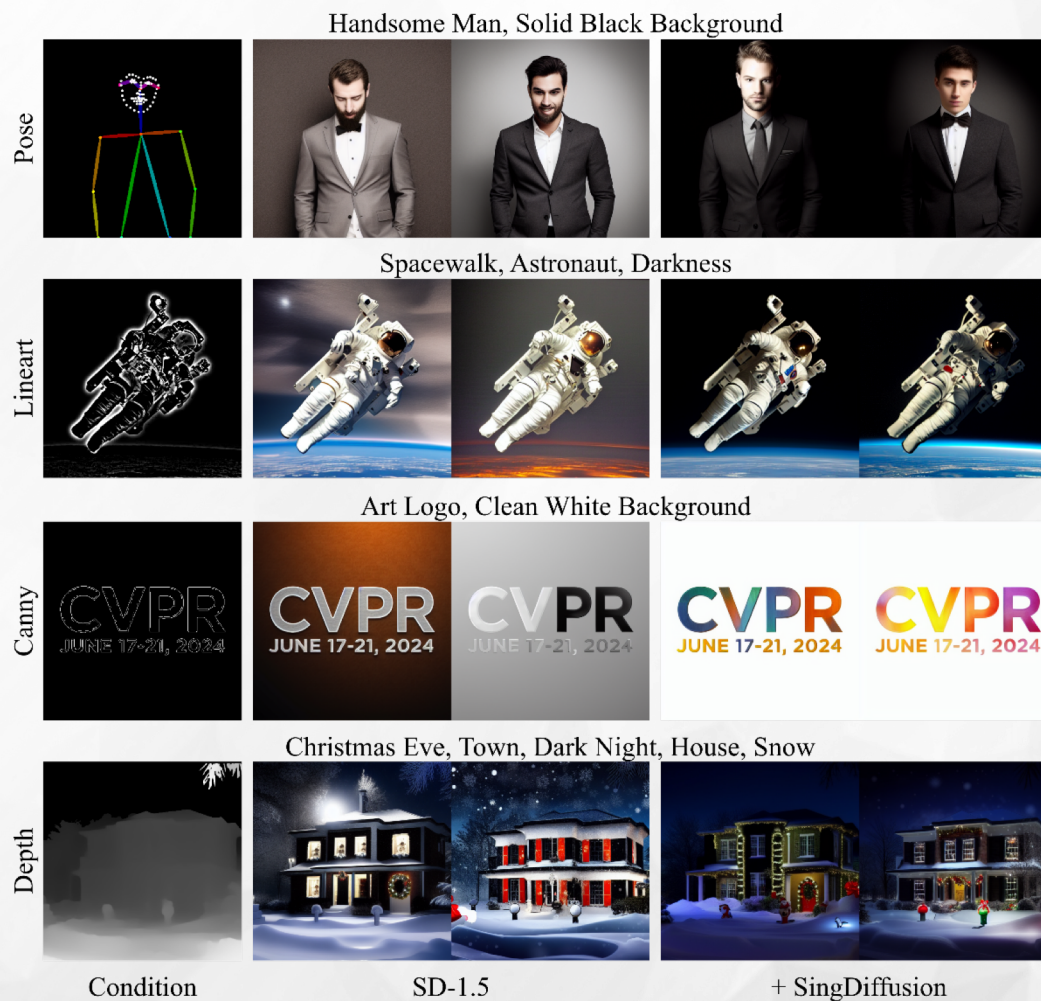 Handsome Man, Solid Black Background
Pose
Spacewalk, Astronaut, Darkness
Lineart
Art Logo, Clean White Background
Canny
CVPR
JUNE 17-21, 2024
CVPR
JUNE 17-21, 2024
CVPR
JUNE 17-21, 2024
CVPR
JUNE 17-21, 2024
CVPR
JUNE 17-21, 2024
Christmas Eve, Town, Dark Night, House, Snow
Depth
Condition
SD-1.5
+ SingDiffusion